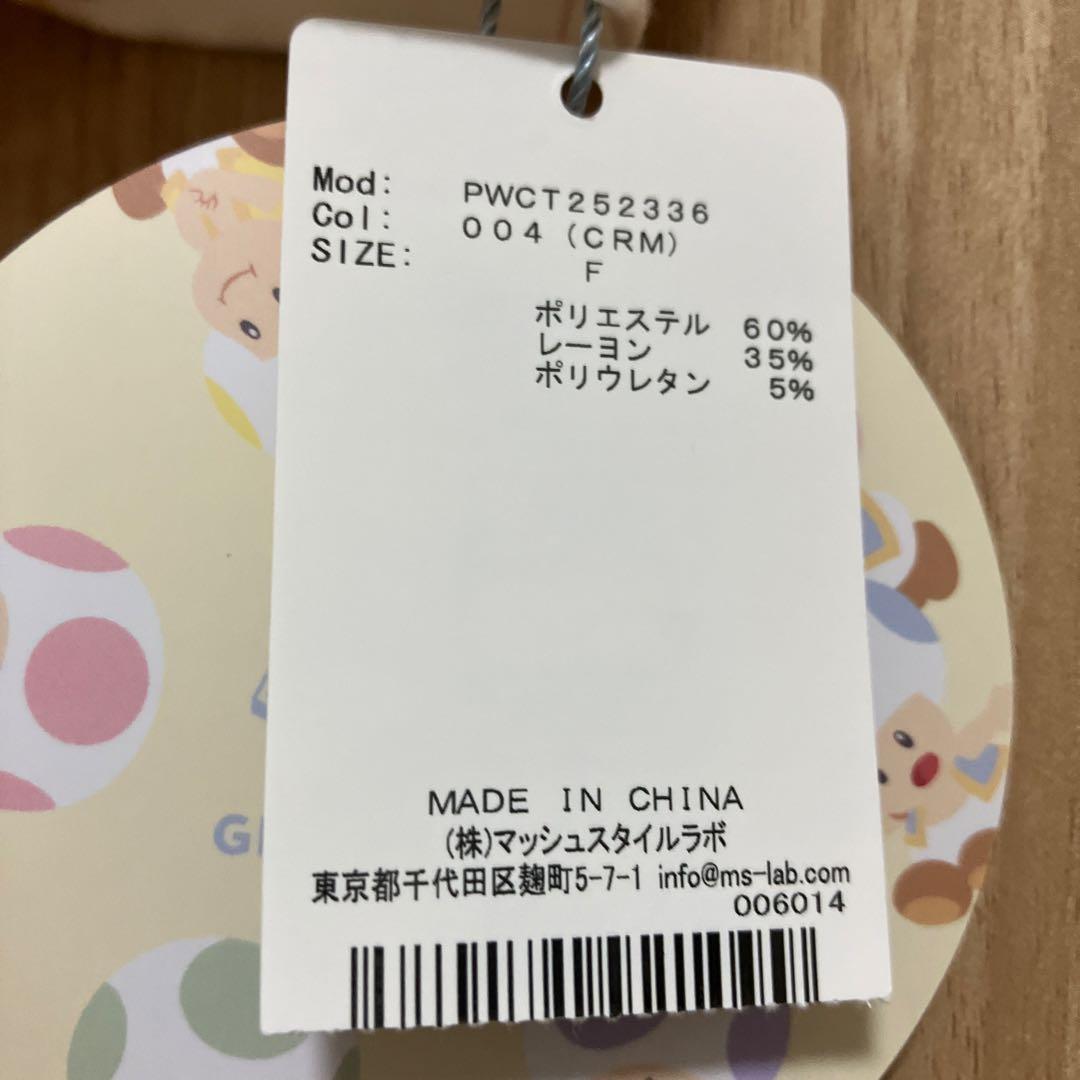 Mod: PWCT252336
Col: 004 (CRM)
SIZE: F
ポリエステル 60%
レーヨン 35%
ポリウレタン 5%
MADE IN CHINA
(株)マッシュスタイルラボ
東京都千代田区麹町5-7-1 info@ms-lab.com
006014